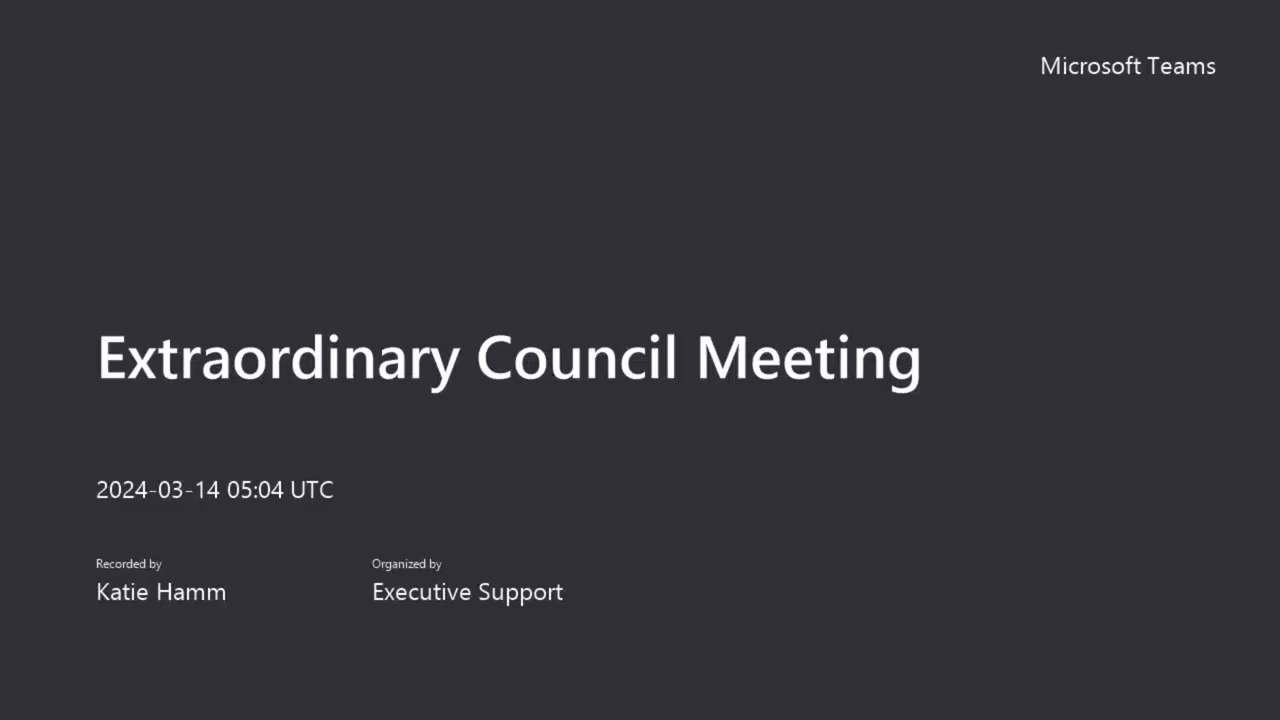 Microsoft Teams
Extraordinary Council Meeting
2024-03-14 05:04 UTC
Recorded by
Katie Hamm
Organized by
Executive Support